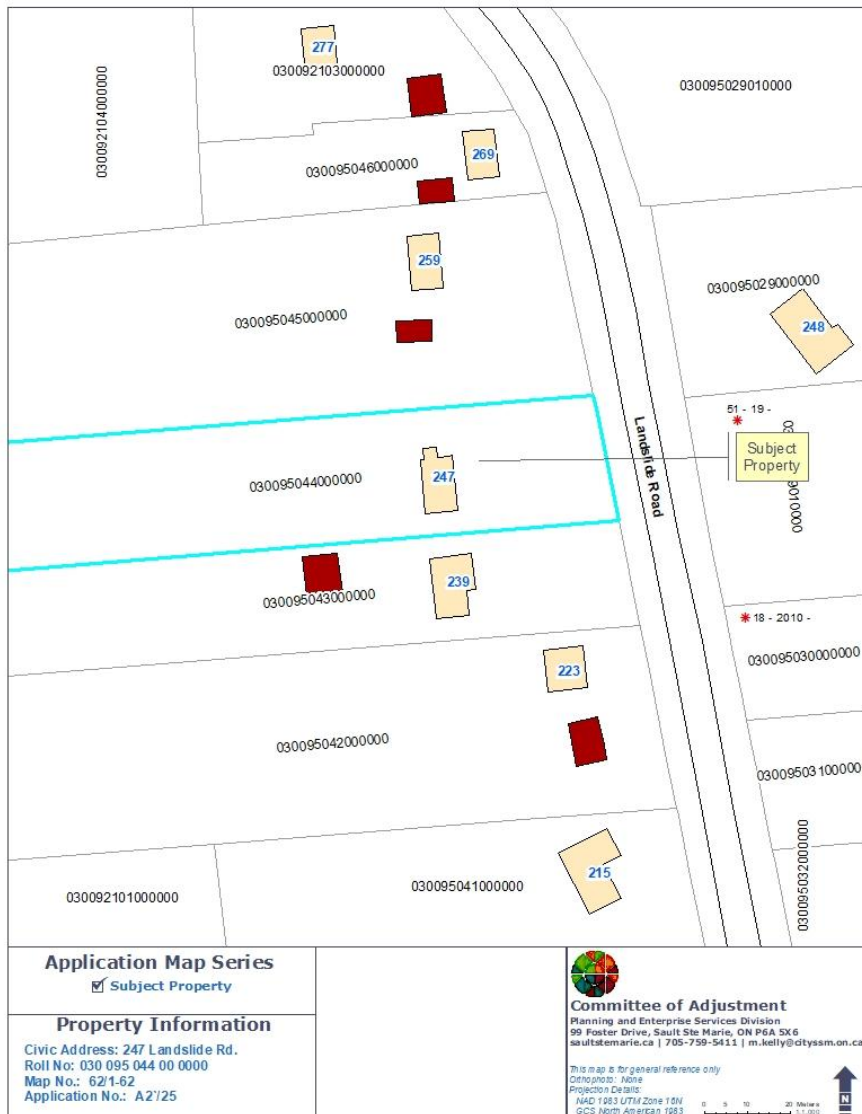 277
030092103000000
030092104000000
030095029010000
269
030095046000000
259
030095045000000
030095029000000
248
51 - 19 -
Landslide Road
Subject
Property
247
030095044000000
239
030095043000000
18 - 2010 -
030095030000000
223
030095042000000
030095031000000
215
030092101000000
030095041000000
030095032000000
Application Map Series
Subject Property
Property Information
Civic Address: 247 Landslide Rd.
Roll No: 030 095 044 00 0000
Map No.: 62/1-62
Application No.:
Committee of Adjustment
Planning and Enterprise Services Division
99 Foster Drive, Sault Ste Marie, ON P6A 5X6
saultstemarie.ca | 705-759-5411 | m.kelly@cityssm.on.ca
This map is for general reference only
Orthophoto: None
Projection Details:
NAD 1983 UTM Zone 16N
GCS North American 1983
0 5 10 20 Meters
1:1,000
N